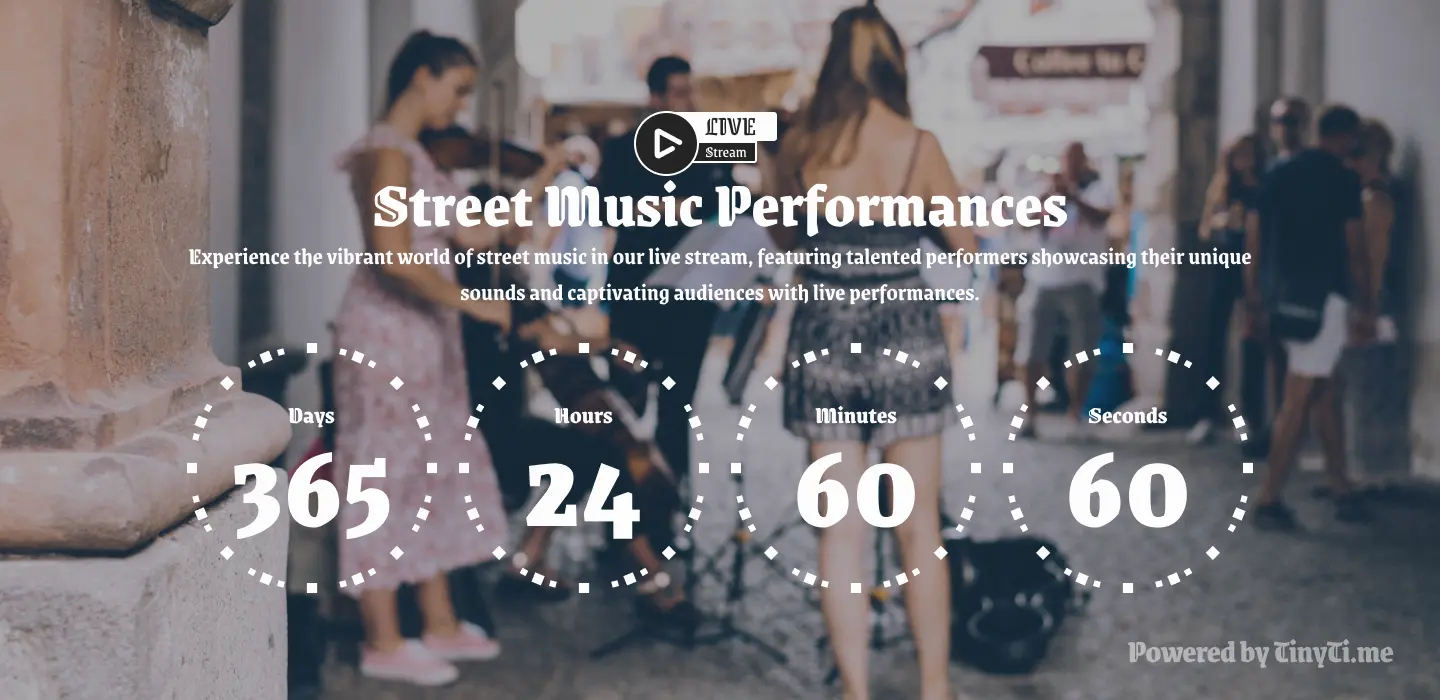 Coffee to
LIVE
Stream
Street Music Performances
Experience the vibrant world of street music in our live stream, featuring talented performers showcasing their unique
sounds and captivating audiences with live performances.
Days
Hours
Minutes
Seconds
365
24
60
60
Powered by TinyTi.me